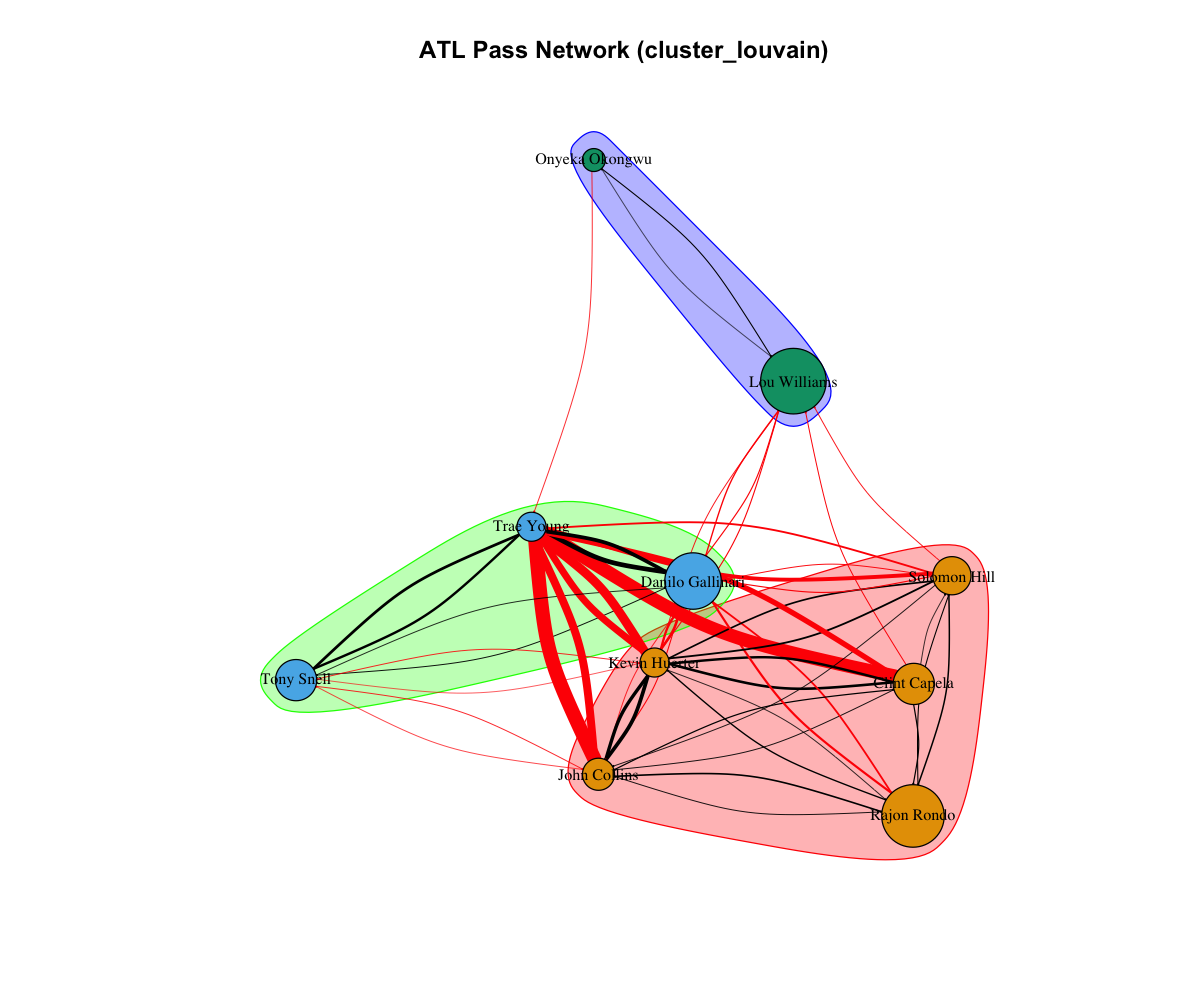 ATL Pass Network (cluster_louvain)
Onyeka Okongwu
Lou Williams
Trae Young
Danilo Gallinari
Solomon Hill
Kevin Huerter
Tony Snell
Clint Capela
John Collins
Rajon Rondo